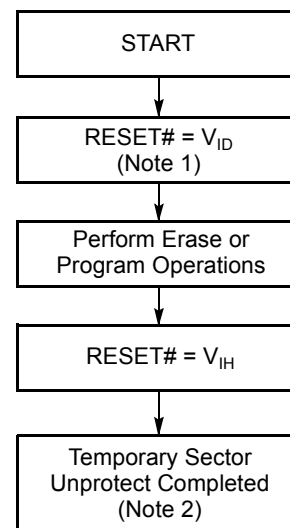 START
RESET# = VID
(Note 1)
Perform Erase or
Program Operations
RESET# = VIH
Temporary Sector
Unprotect Completed
(Note 2)